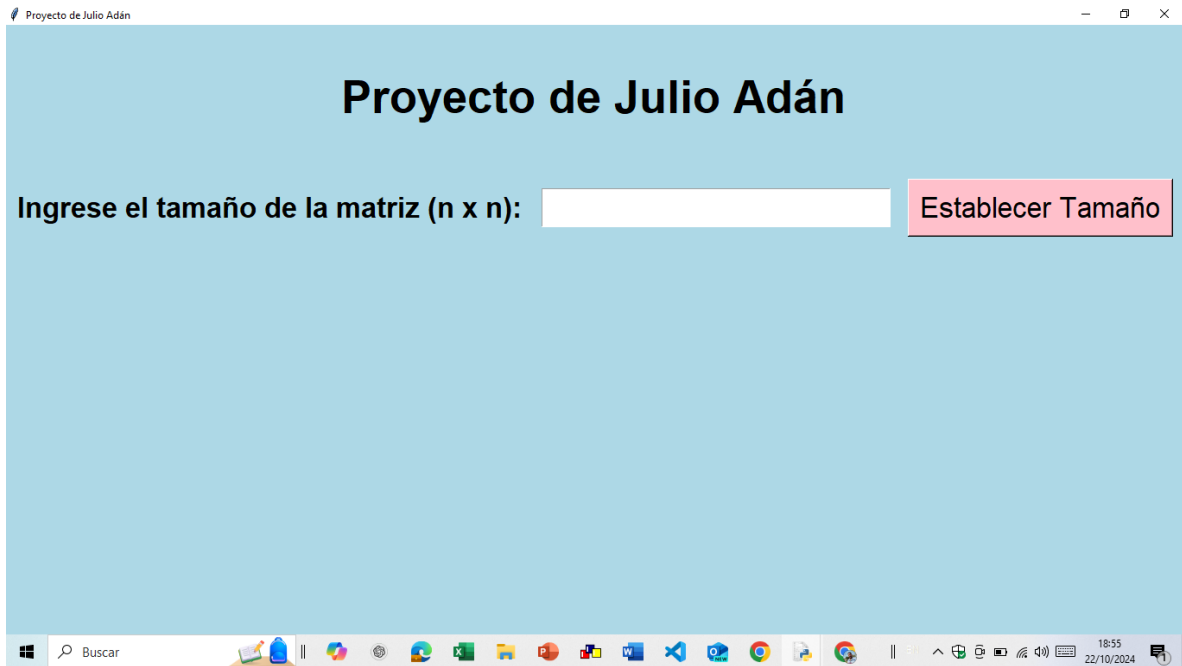 Proyecto de Julio Adán
Proyecto de Julio Adán
Ingrese el tamaño de la matriz (n x n):
Establecer Tamaño
Buscar
18:55
22/10/2024